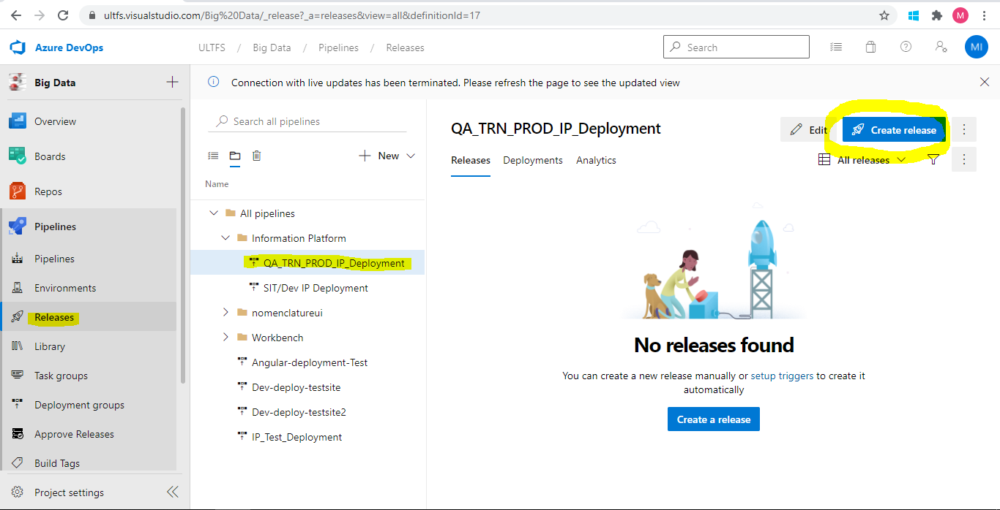 ultfs.visualstudio.com/Big%20Data/_release?_a=releases&view=all&definitionId=17
M
Azure DevOps
ULTFS / Big Data / Pipelines / Releases
Search
MI
Big Data
Connection with live updates has been terminated. Please refresh the page to see the updated view
Overview
Boards
Repos
Pipelines
Pipelines
Environments
Releases
Library
Task groups
Deployment groups
Approve Releases
Build Tags
Project settings
Search all pipelines
New
Name
All pipelines
Information Platform
QA_TRN_PROD_IP_Deployment
SIT/Dev IP Deployment
nomenclatureui
Workbench
Angular-deployment-Test
Dev-deploy-testsite
Dev-deploy-testsite2
IP_Test_Deployment
QA_TRN_PROD_IP_Deployment
Edit
Create release
Releases Deployments Analytics
All releases
No releases found
You can create a new release manually or setup triggers to create it
automatically
Create a release